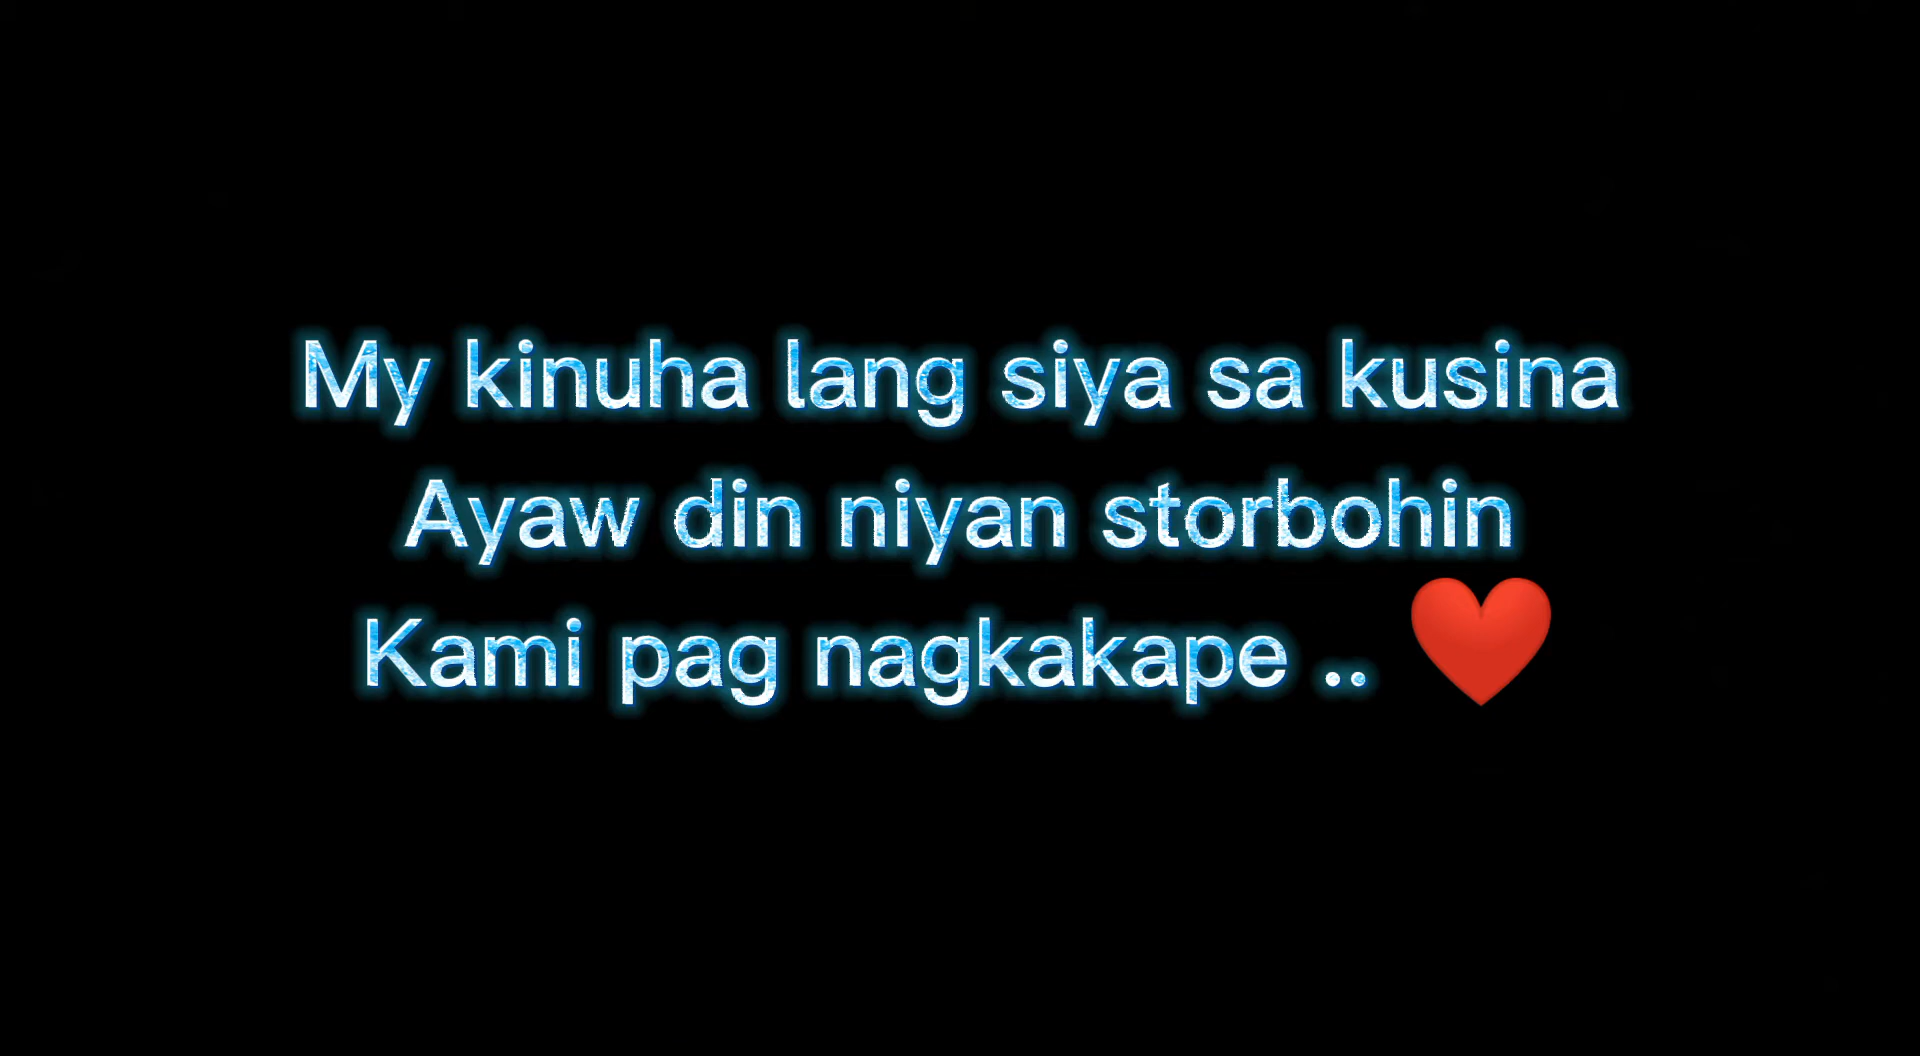 My kinuha lang siya sa kusina
Ayaw din niyan storbohin
Kami pag nagkakape .. ❤️